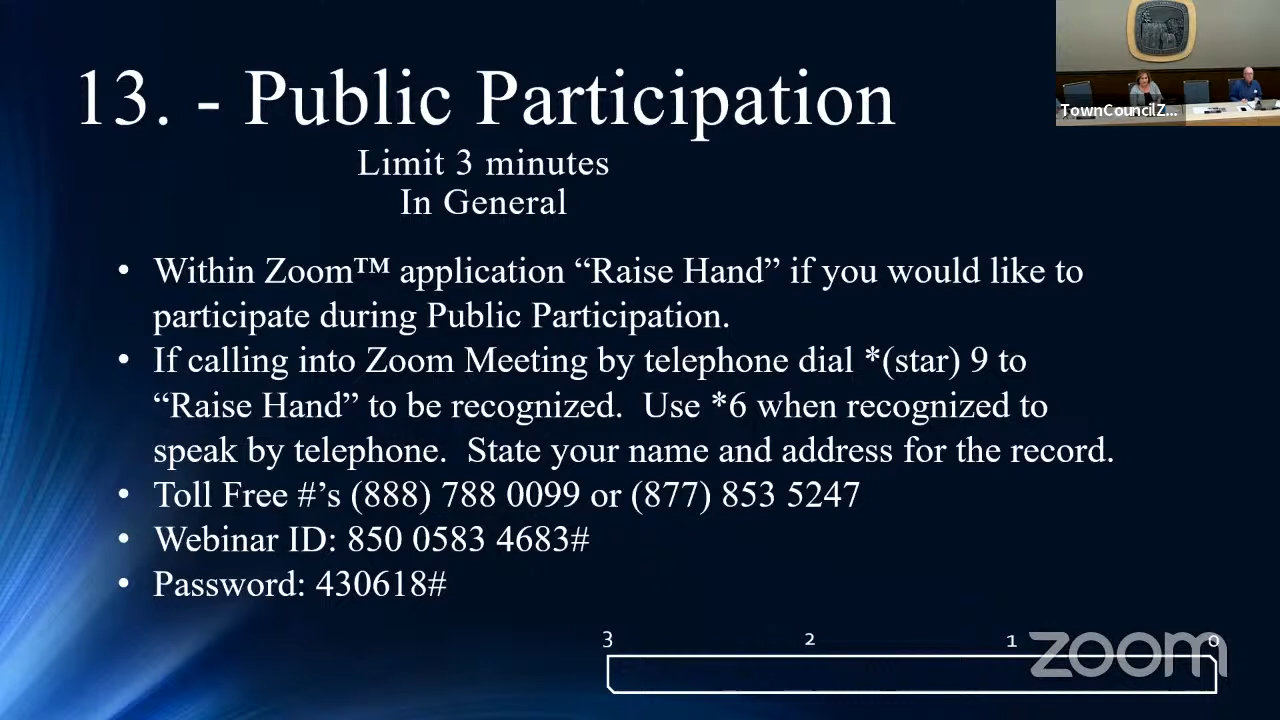 13. - Public Participation
Limit 3 minutes
In General
TownCouncilZ...
• Within Zoom™ application “Raise Hand” if you would like to
participate during Public Participation.
• If calling into Zoom Meeting by telephone dial *(star) 9 to
“Raise Hand” to be recognized.  Use *6 when recognized to
speak by telephone.  State your name and address for the record.
• Toll Free #’s (888) 788 0099 or (877) 853 5247
• Webinar ID: 850 0583 4683#
• Password: 430618#
3 2 1 0
zoom